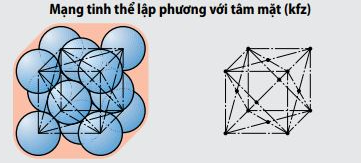 Mạng tinh thể lập phương với tâm mặt (kfz)